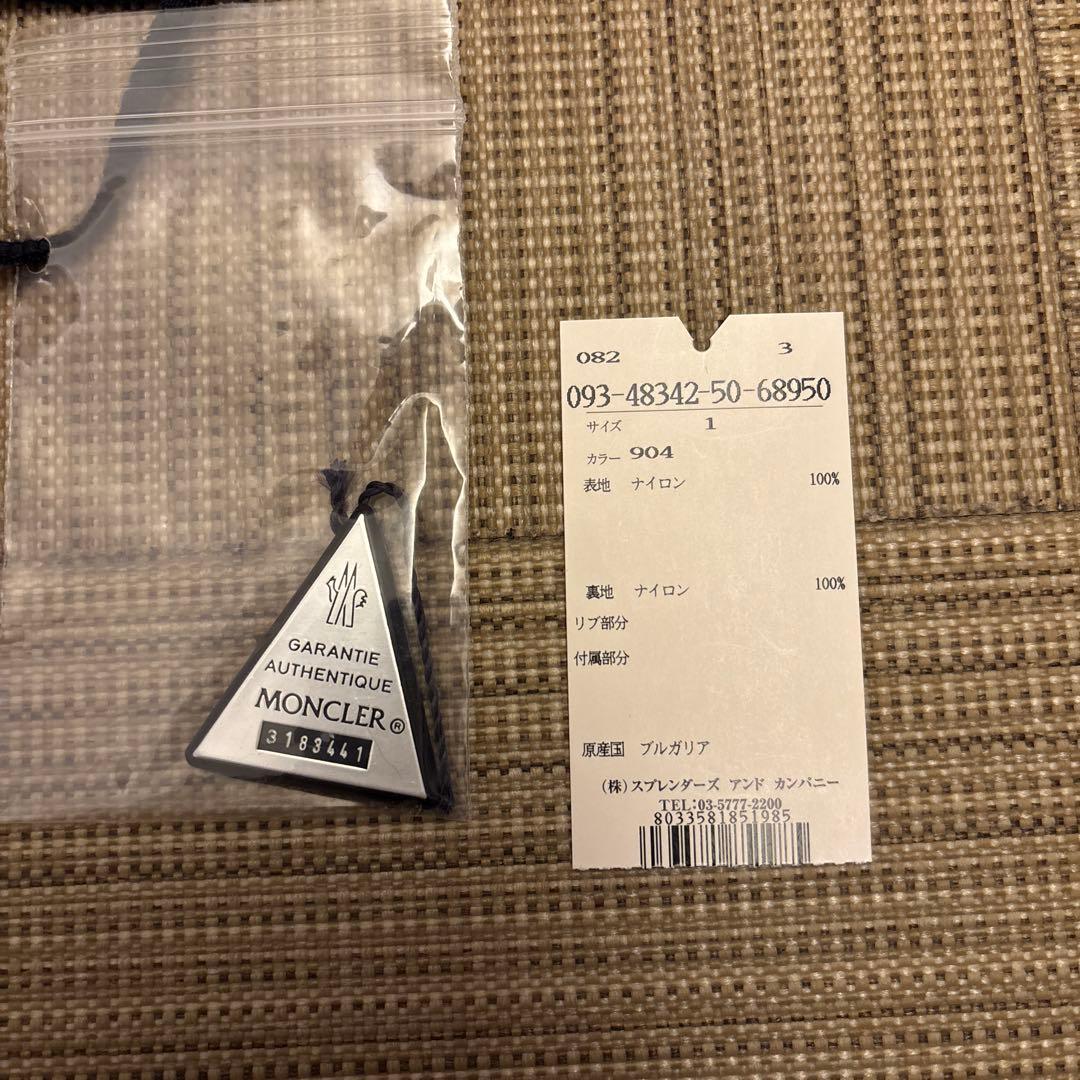 GARANTIE
AUTHENTIQUE
MONCLER®
3183441
082 3
093-48342-50-68950
サイズ 1
カラー 904
表地 ナイロン 100%
裏地 ナイロン 100%
リブ部分
付属部分
原産国 ブルガリア
(株)スプレンダーズ アンド カンパニー
TEL:03-5777-2200
8033581851985